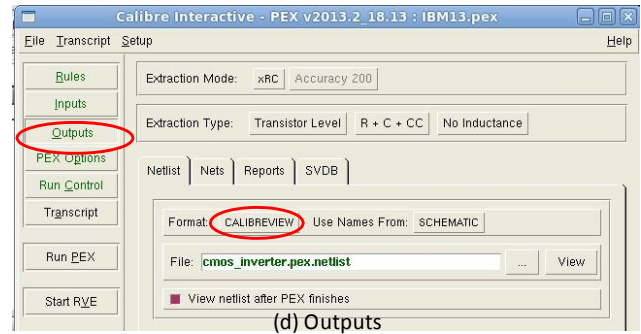 Calibre Interactive - PEX v2013.2_18.13 : IBM13.pex
File Transcript Setup Help
Rules
Inputs
Outputs
PEX Options
Run Control
Transcript
Run PEX
Start RVE
Extraction Mode: xRC Accuracy 200
Extraction Type: Transistor Level R + C + CC No Inductance
Netlist Nets Reports SVDB
Format: CALIBREVIEW Use Names From: SCHEMATIC
File: cmos_inverter.pex.netlist ... View
View netlist after PEX finishes
(d) Outputs